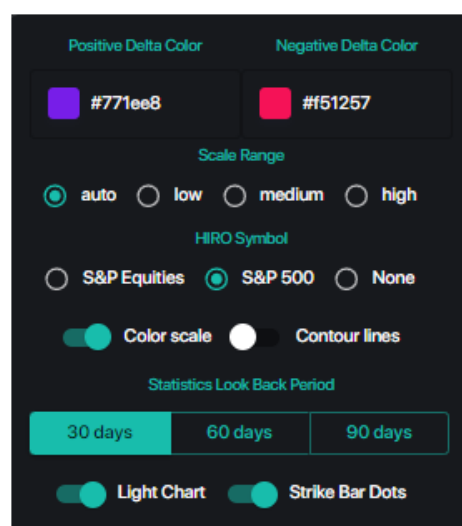 Positive Delta Color Negative Delta Color
#771ee8 #f51257
Scale Range
auto low medium high
HIRO Symbol
S&P Equities S&P 500 None
Color scale Contour lines
Statistics Look Back Period
30 days 60 days 90 days
Light Chart Strike Bar Dots